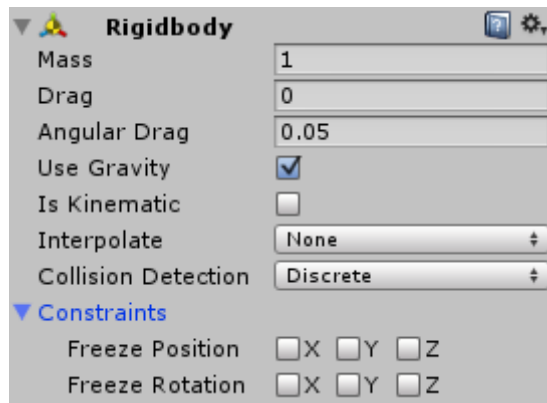 Rigidbody
Mass 1
Drag 0
Angular Drag 0.05
Use Gravity
Is Kinematic
Interpolate None
Collision Detection Discrete
Constraints
Freeze Position X Y Z
Freeze Rotation X Y Z